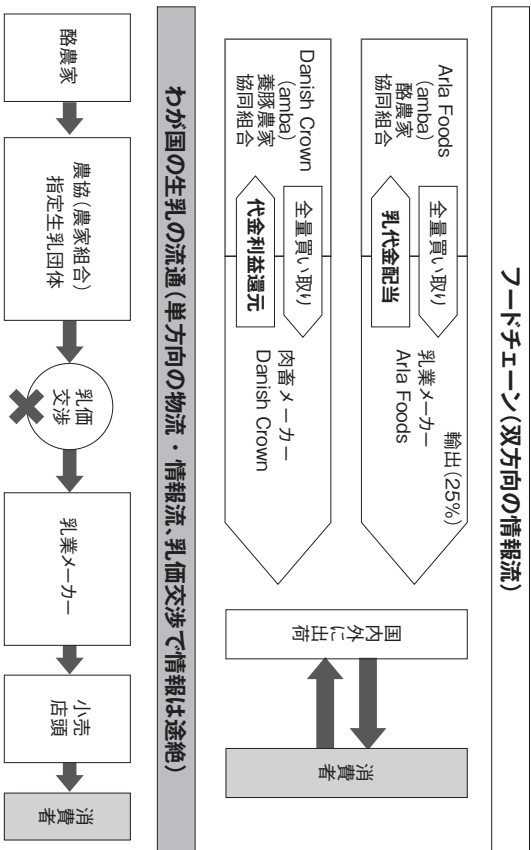 フードチェーン(双方向の情報流)
Arla Foods
(amba)
酪農家
協同組合
全量買い取り
乳代金配当
輸出(25%)
乳業メーカー
Arla Foods
Danish Crown
(amba)
養豚農家
協同組合
全量買い取り
代金利益還元
肉畜メーカー
Danish Crown
国内外に出荷
消費者
わが国の生乳の流通(単方向の物流・情報流、乳価交渉で情報は途絶)
酪農家
農協(農家組合)
指定生乳団体
乳価
交渉
乳業メーカー
小売
店頭
消費者